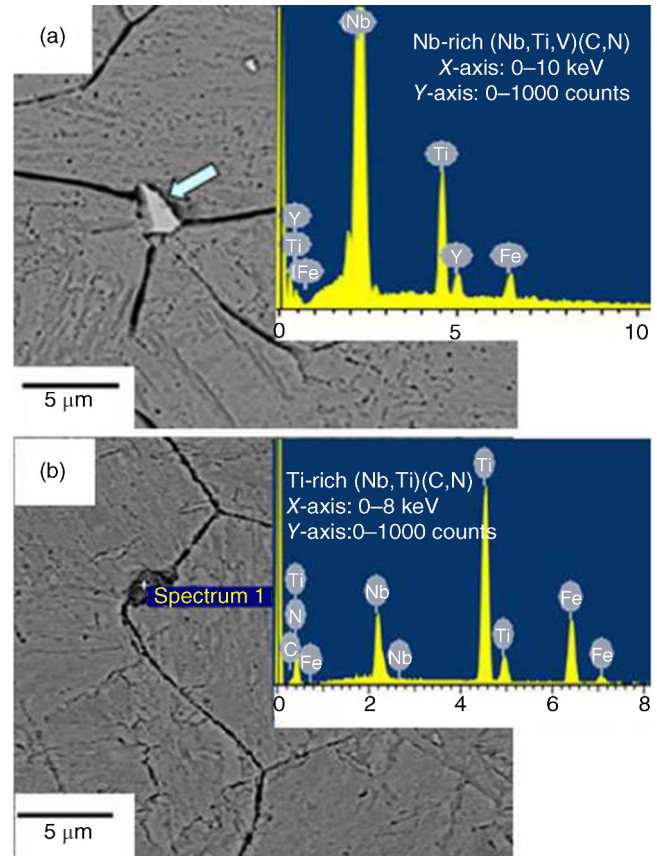 (a)
Nb
Nb-rich (Nb,Ti,V)(C,N)
X-axis: 0–10 keV
Y-axis: 0–1000 counts
Ti
Y
Ti
Fe
Y
Fe
0
5
10
5 μm
(b)
Ti-rich (Nb,Ti)(C,N)
X-axis: 0–8 keV
Y-axis:0–1000 counts
Ti
Ti
Nb
Fe
Spectrum 1
N
C
Fe
Nb
Ti
Fe
0
2
4
6
8
5 μm